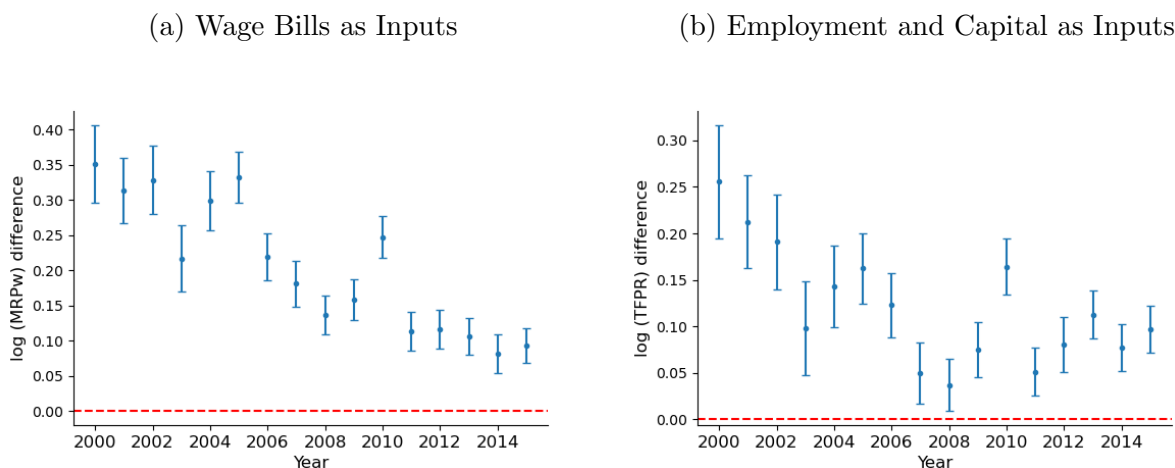 (a) Wage Bills as Inputs
(b) Employment and Capital as Inputs
log (MRPw) difference
0.40
0.35
0.30
0.25
0.20
0.15
0.10
0.05
0.00
2000 2002 2004 2006 2008 2010 2012 2014
Year
log (TFPR) difference
0.30
0.25
0.20
0.15
0.10
0.05
0.00
2000 2002 2004 2006 2008 2010 2012 2014
Year